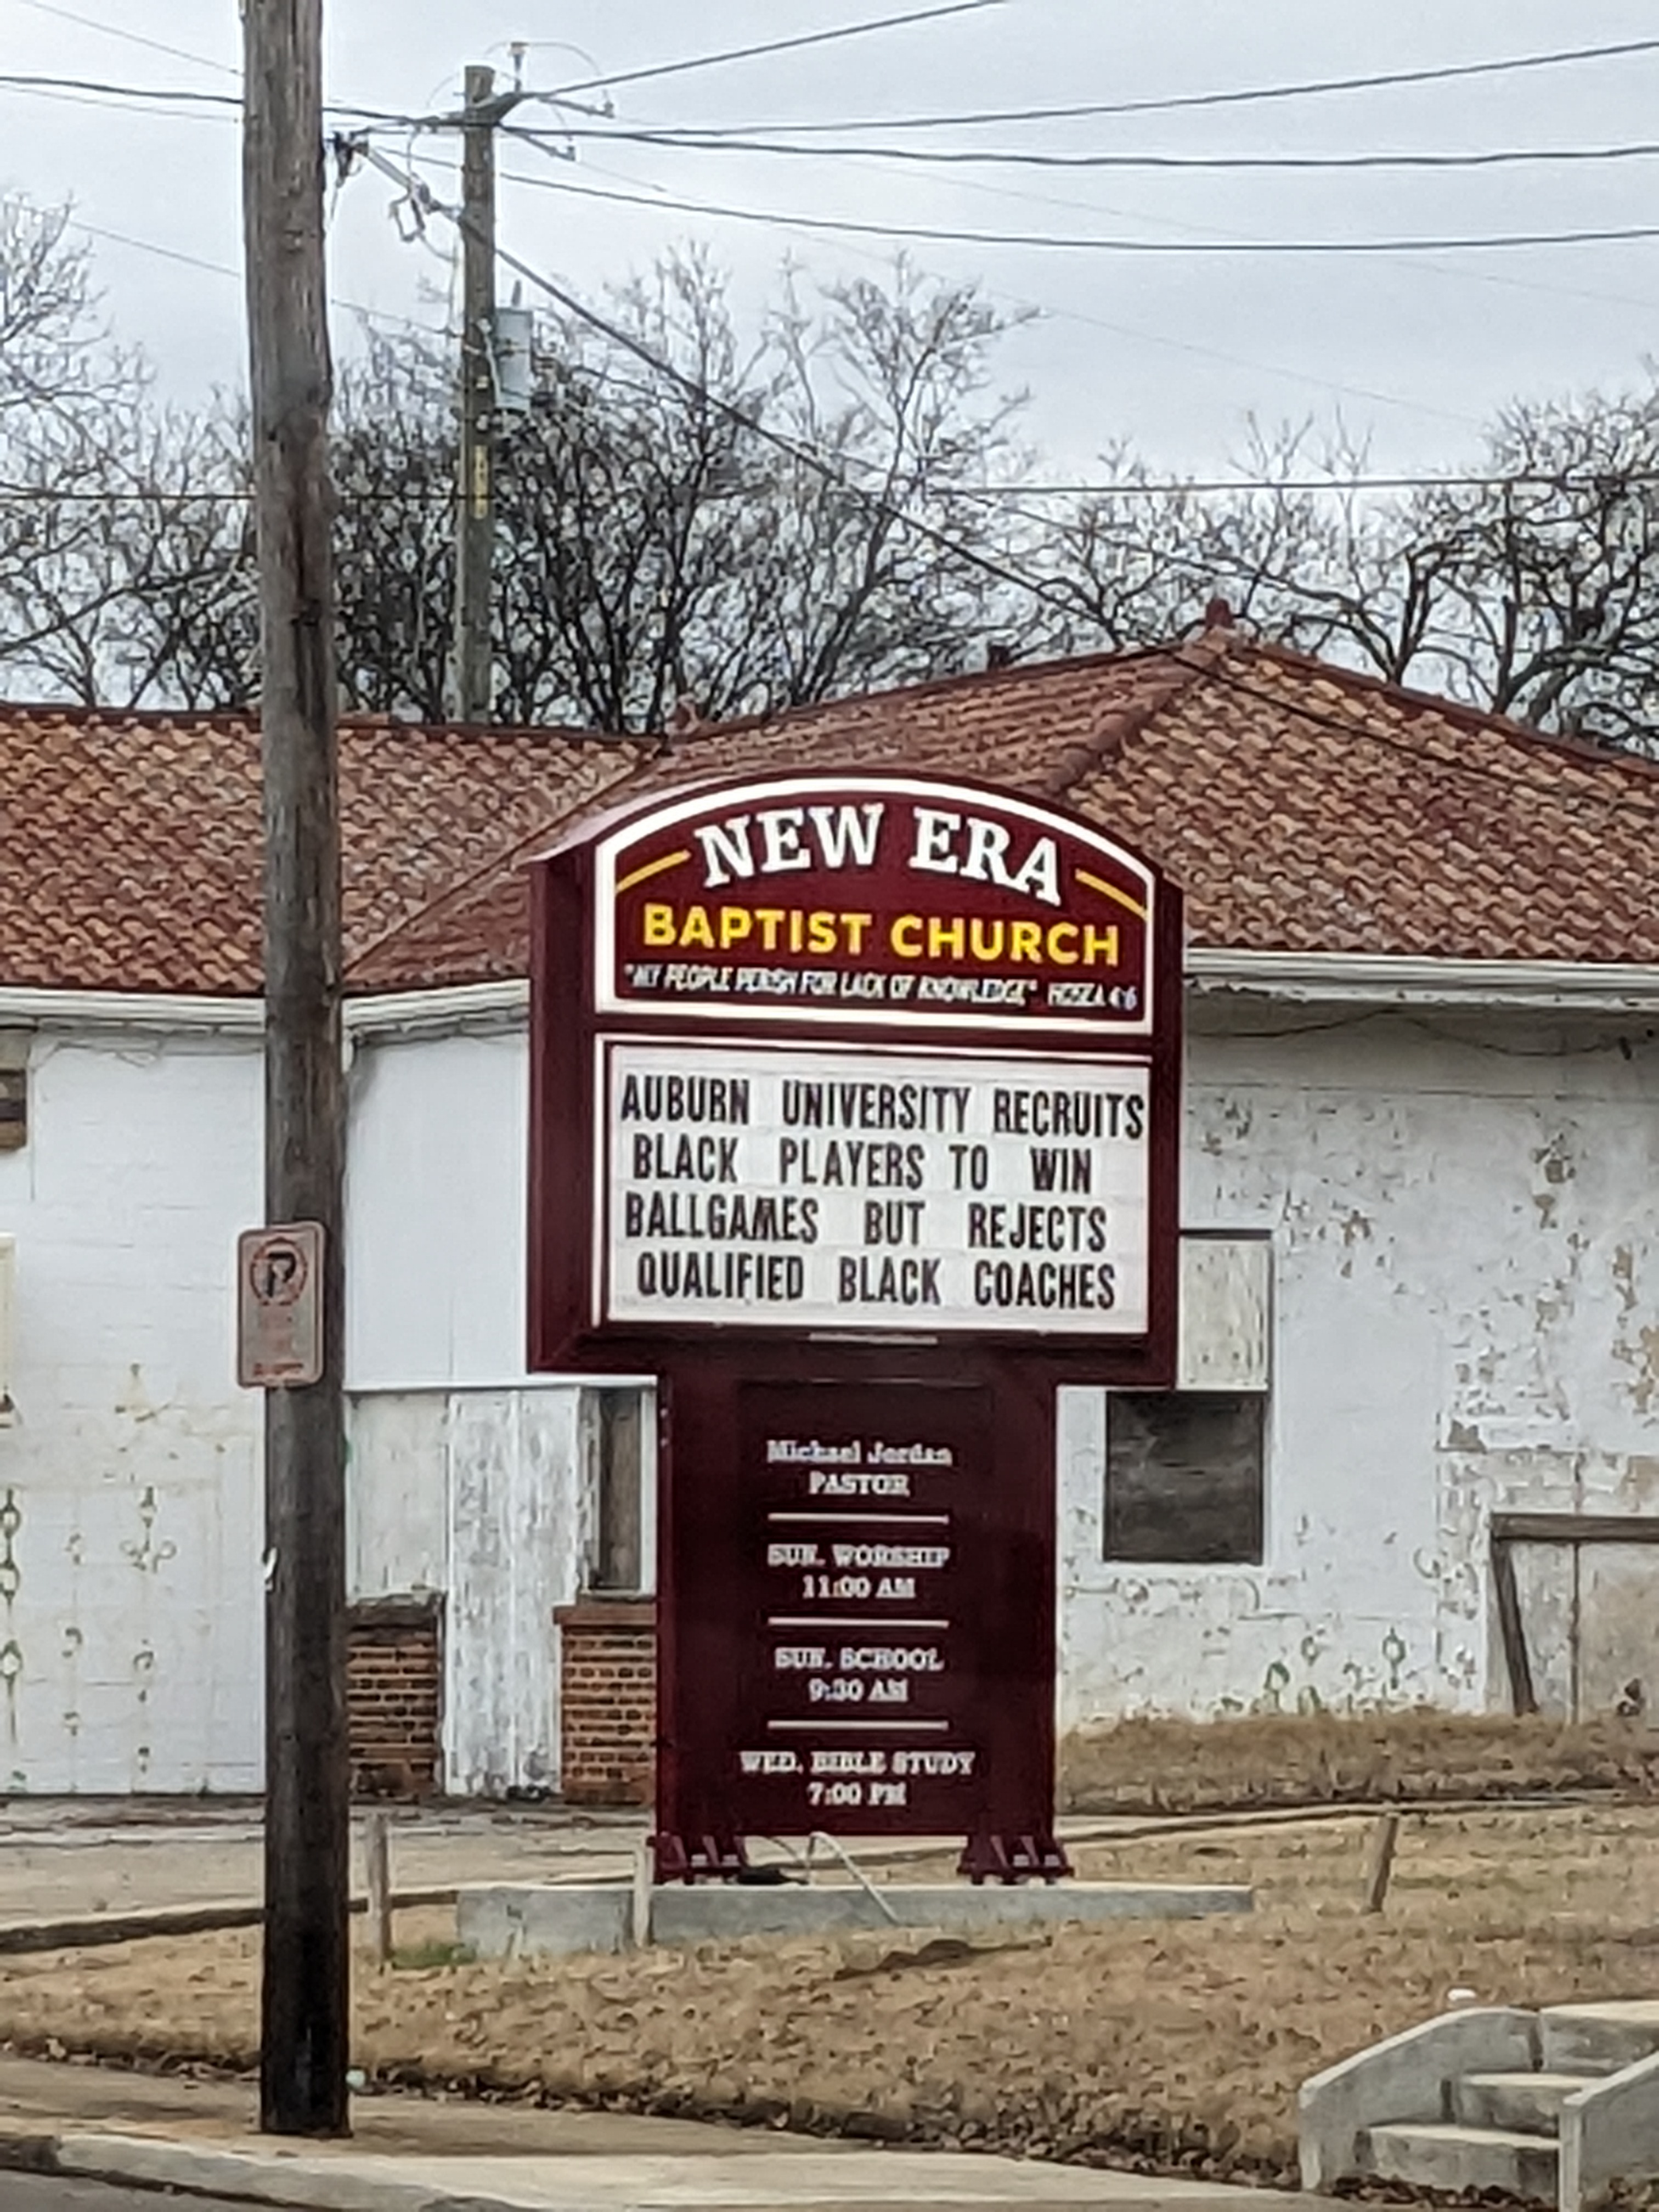 NEW ERA
BAPTIST CHURCH
"MY PEOPLE PERISH FOR LACK OF KNOWLEDGE" HOSEA 4:6
AUBURN UNIVERSITY RECRUITS
BLACK PLAYERS TO WIN
BALLGAMES BUT REJECTS
QUALIFIED BLACK COACHES
Michael Jordan
PASTOR
SUN. WORSHIP
11:00 AM
SUN. SCHOOL
9:30 AM
WED. BIBLE STUDY
7:00 PM